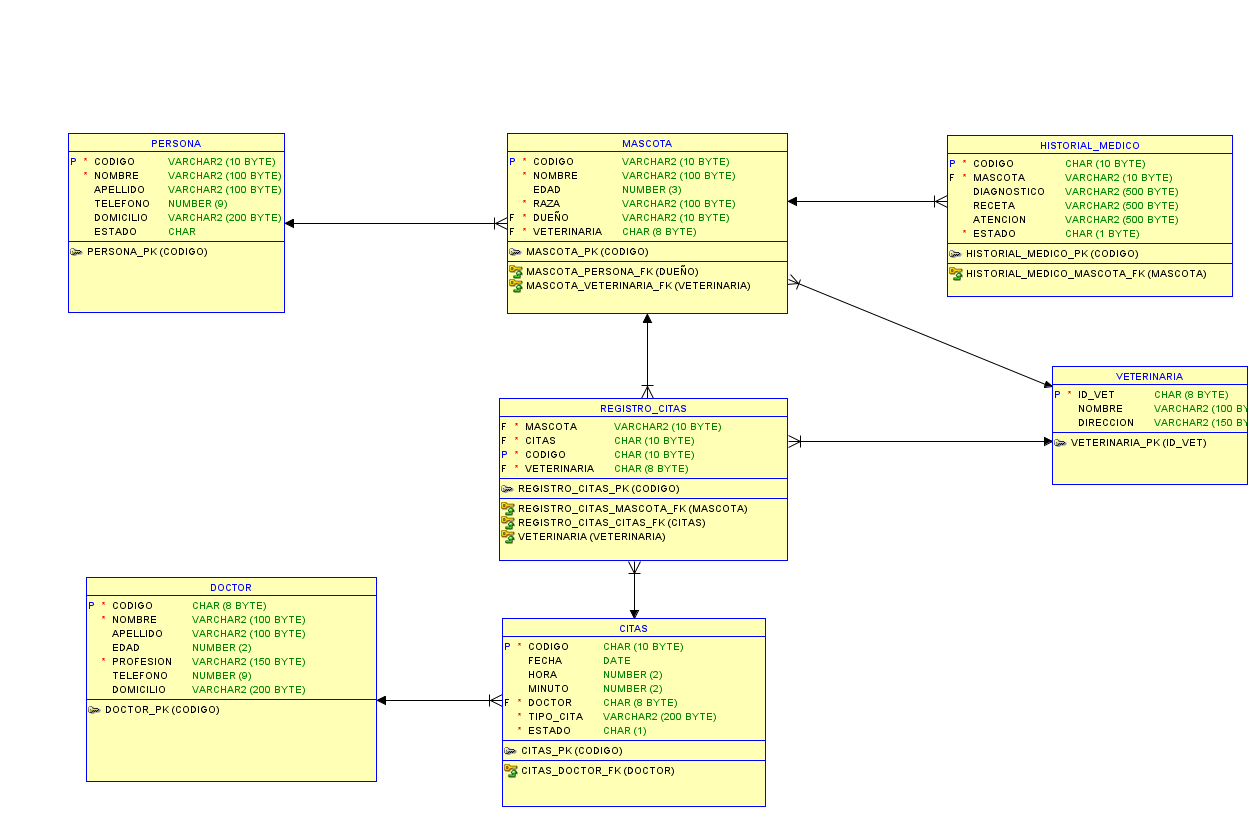 PERSONA
P * CODIGO VARCHAR2 (10 BYTE)
* NOMBRE VARCHAR2 (100 BYTE)
APELLIDO VARCHAR2 (100 BYTE)
TELEFONO NUMBER (9)
DOMICILIO VARCHAR2 (200 BYTE)
ESTADO CHAR
PERSONA_PK (CODIGO)
MASCOTA
P * CODIGO VARCHAR2 (10 BYTE)
* NOMBRE VARCHAR2 (100 BYTE)
EDAD NUMBER (3)
* RAZA VARCHAR2 (100 BYTE)
F * DUEÑO VARCHAR2 (10 BYTE)
F * VETERINARIA CHAR (8 BYTE)
MASCOTA_PK (CODIGO)
MASCOTA_PERSONA_FK (DUEÑO)
MASCOTA_VETERINARIA_FK (VETERINARIA)
HISTORIAL_MEDICO
P * CODIGO CHAR (10 BYTE)
F * MASCOTA VARCHAR2 (10 BYTE)
DIAGNOSTICO VARCHAR2 (500 BYTE)
RECETA VARCHAR2 (500 BYTE)
ATENCION VARCHAR2 (500 BYTE)
* ESTADO CHAR (1 BYTE)
HISTORIAL_MEDICO_PK (CODIGO)
HISTORIAL_MEDICO_MASCOTA_FK (MASCOTA)
VETERINARIA
P * ID_VET CHAR (8 BYTE)
NOMBRE VARCHAR2 (100 BY
DIRECCION VARCHAR2 (150 BY
VETERINARIA_PK (ID_VET)
REGISTRO_CITAS
F * MASCOTA VARCHAR2 (10 BYTE)
F * CITAS CHAR (10 BYTE)
P * CODIGO CHAR (10 BYTE)
F * VETERINARIA CHAR (8 BYTE)
REGISTRO_CITAS_PK (CODIGO)
REGISTRO_CITAS_MASCOTA_FK (MASCOTA)
REGISTRO_CITAS_CITAS_FK (CITAS)
VETERINARIA (VETERINARIA)
DOCTOR
P * CODIGO CHAR (8 BYTE)
* NOMBRE VARCHAR2 (100 BYTE)
APELLIDO VARCHAR2 (100 BYTE)
EDAD NUMBER (2)
* PROFESION VARCHAR2 (150 BYTE)
TELEFONO NUMBER (9)
DOMICILIO VARCHAR2 (200 BYTE)
DOCTOR_PK (CODIGO)
CITAS
P * CODIGO CHAR (10 BYTE)
FECHA DATE
HORA NUMBER (2)
MINUTO NUMBER (2)
F * DOCTOR CHAR (8 BYTE)
* TIPO_CITA VARCHAR2 (200 BYTE)
* ESTADO CHAR (1)
CITAS_PK (CODIGO)
CITAS_DOCTOR_FK (DOCTOR)